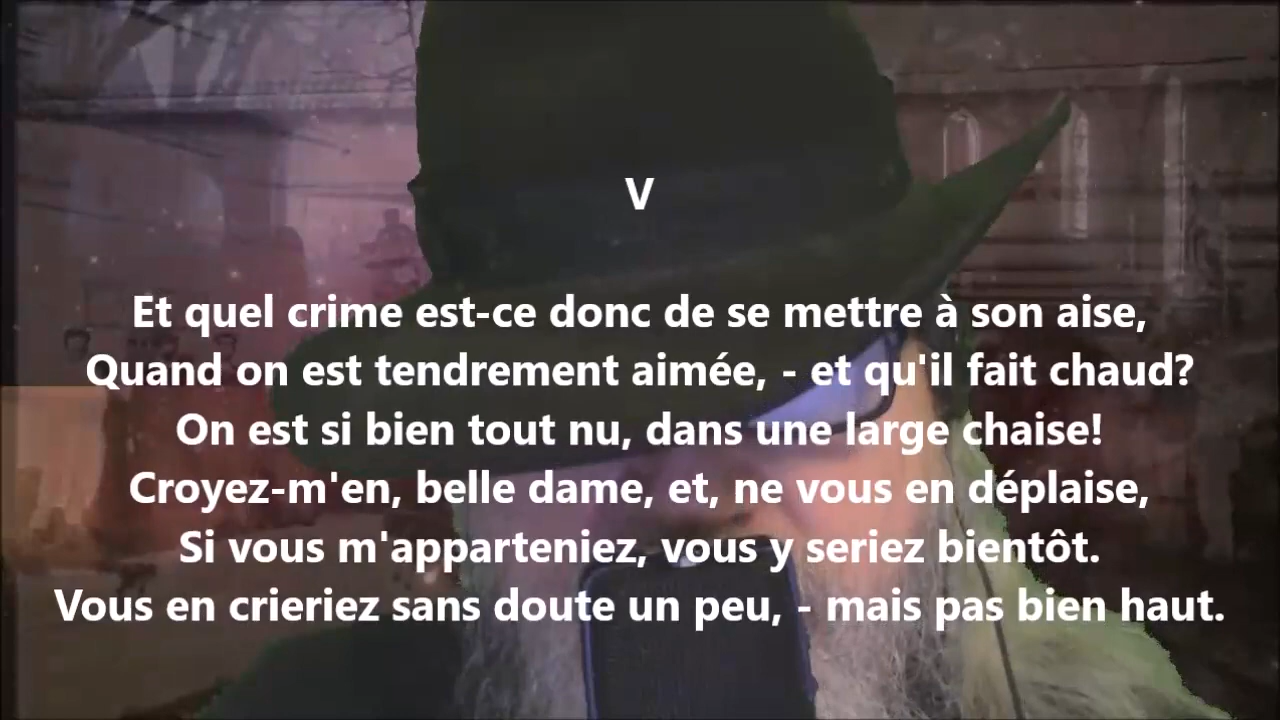 V
Et quel crime est-ce donc de se mettre à son aise,
Quand on est tendrement aimée, - et qu'il fait chaud?
On est si bien tout nu, dans une large chaise!
Croyez-m'en, belle dame, et, ne vous en déplaise,
Si vous m'apparteniez, vous y seriez bientôt.
Vous en crieriez sans doute un peu, - mais pas bien haut.